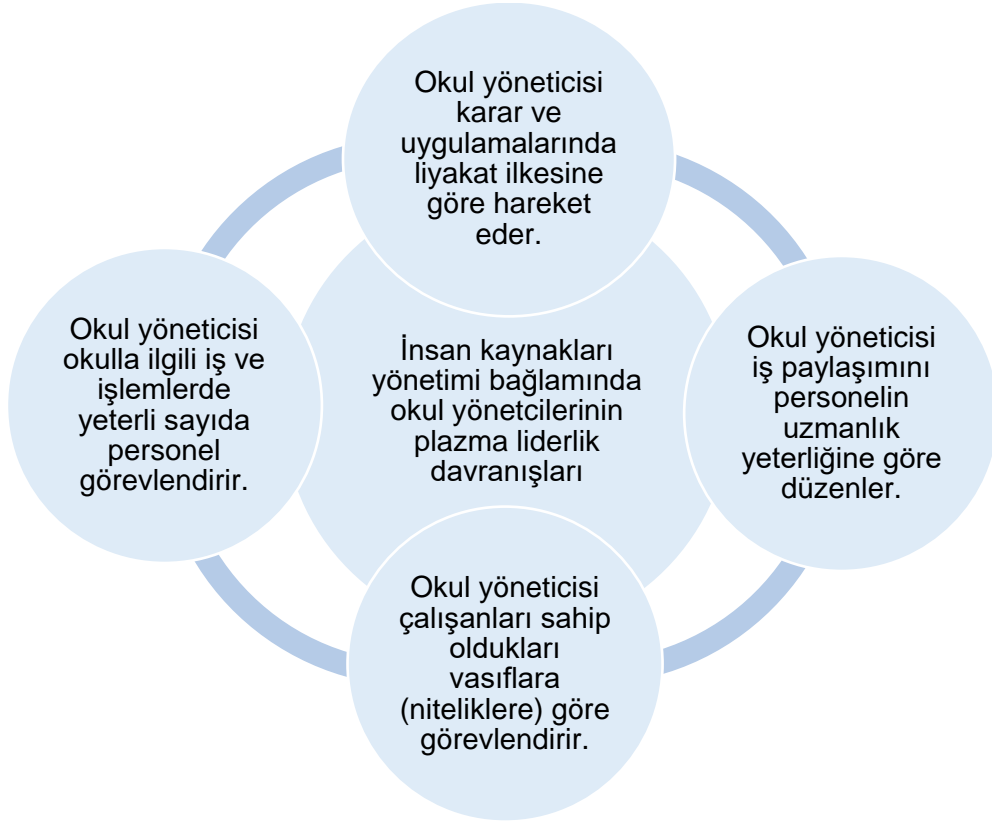 Okul yöneticisi
karar ve
uygulamalarında
liyakat ilkesine
göre hareket
eder.
Okul yöneticisi
okulla ilgili iş ve
işlemlerde
yeterli sayıda
personel
görevlendirir.
İnsan kaynakları
yönetimi bağlamında
okul yönetcilerinin
plazma liderlik
davranışları
Okul yöneticisi
iş paylaşımını
personelin
uzmanlık
yeterliğine göre
düzenler.
Okul yöneticisi
çalışanları sahip
oldukları
vasıflara
(niteliklere) göre
görevlendirir.